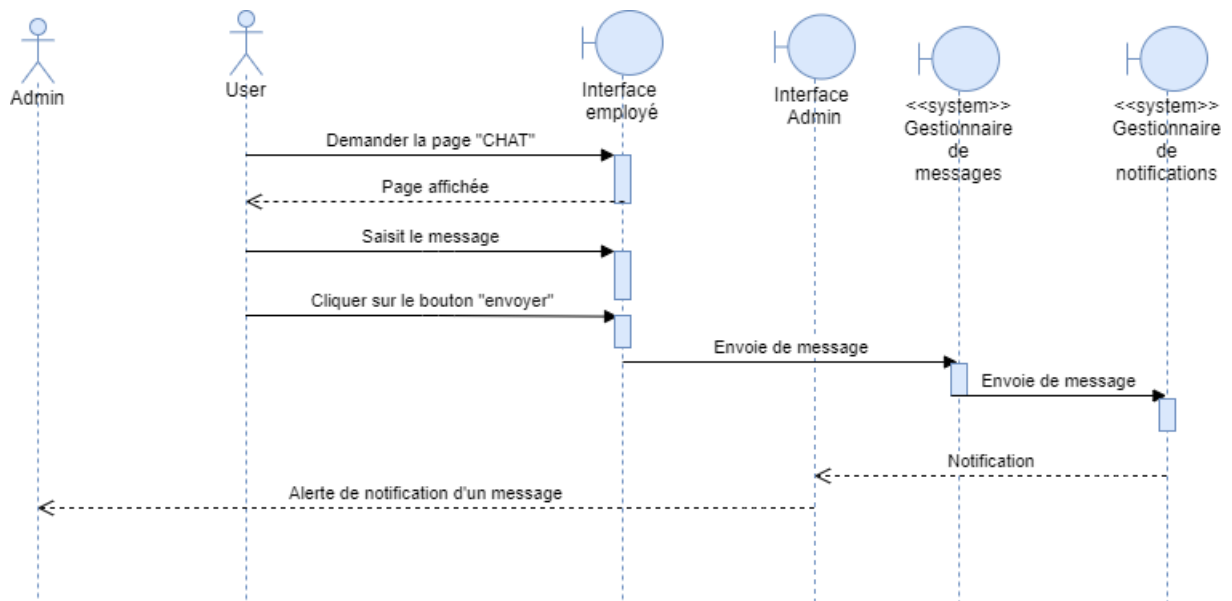 Admin
User
Interface
employé
Interface
Admin
<<system>>
Gestionnaire
de
messages
<<system>>
Gestionnaire
de
notifications
Demander la page "CHAT"
Page affichée
Saisit le message
Cliquer sur le bouton "envoyer"
Envoie de message
Envoie de message
Notification
Alerte de notification d'un message